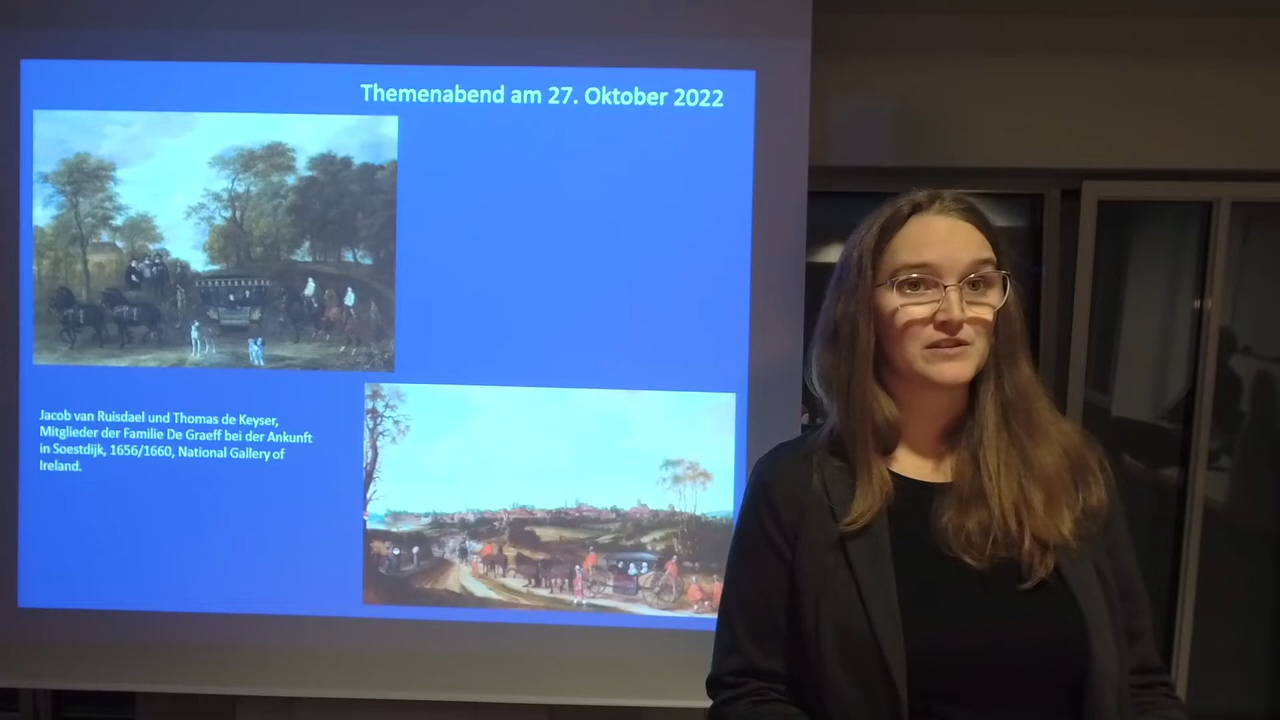 Themenabend am 27. Oktober 2022
Jacob van Ruisdael und Thomas de Keyser,
Mitglieder der Familie De Graeff bei der Ankunft
in Soestdijk, 1656/1660, National Gallery of
Ireland.